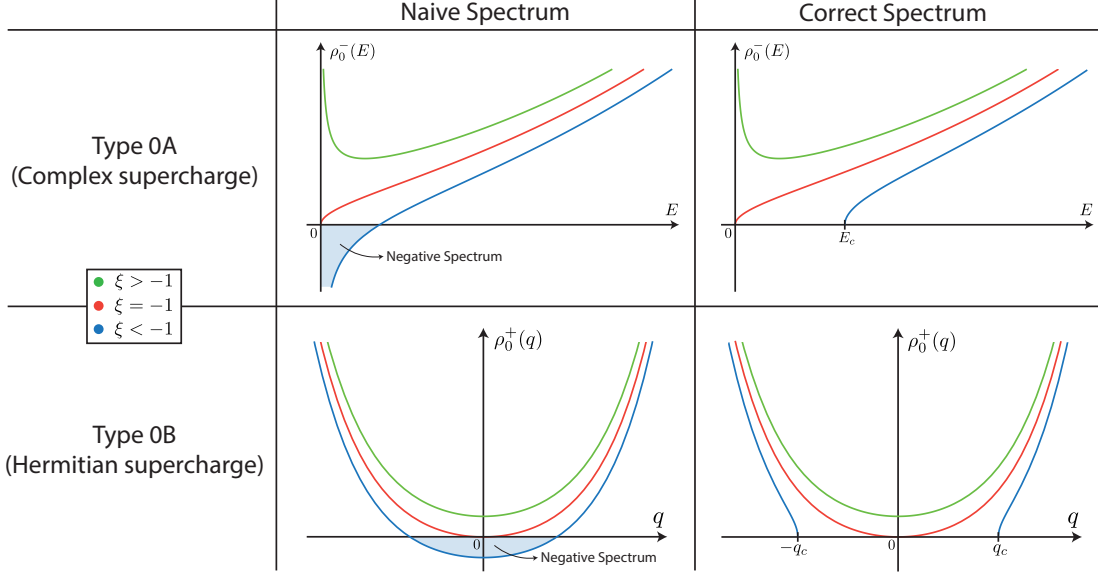 Naive Spectrum
Correct Spectrum
Type 0A
(Complex supercharge)
ρ₀⁻(E)
E
0
Negative Spectrum
ρ₀⁻(E)
E
0
E_c
ξ > −1
ξ = −1
ξ < −1
Type 0B
(Hermitian supercharge)
ρ₀⁺(q)
q
0
Negative Spectrum
ρ₀⁺(q)
q
−q_c
0
q_c